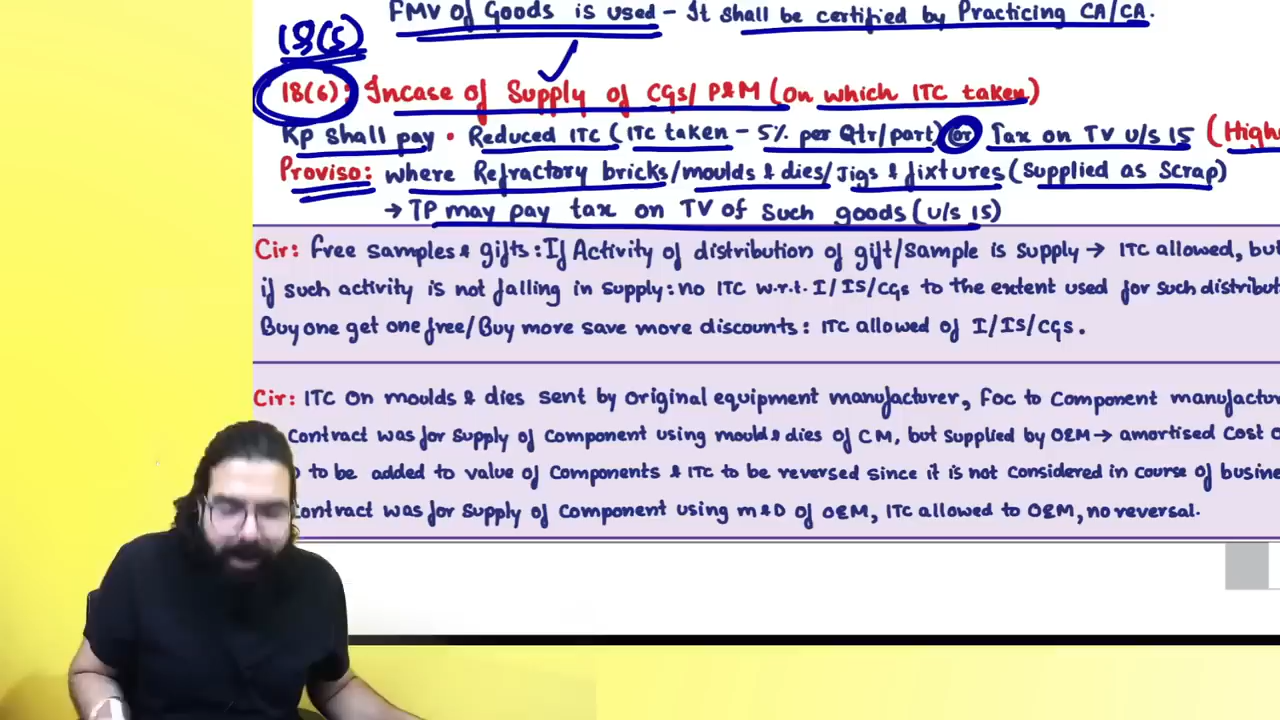 FMV of Goods is used - It shall be certified by Practicing CA/CA.
18(5)
18(6): Incase of Supply of CGs/ P&M (on which ITC taken)
Rp shall pay • Reduced ITC (ITC taken - 5% per Qtr/part) or Tax on TV u/s 15 (High
Proviso: where Refractory bricks/moulds & dies/Jigs & fixtures (Supplied as Scrap)
→ TP may pay tax on TV of Such goods (u/s 15)
Cir: Free samples & gifts: If Activity of distribution of gift/sample is supply → ITC allowed, but
if such activity is not falling in supply: no ITC w.r.t. I/IS/CGs to the extent used for such distribut
Buy one get one free/Buy more save more discounts: ITC allowed of I/IS/CGs.
Cir: ITC On moulds & dies sent by original equipment manufacturer, FOC to Component manufactu
Contract was for Supply of Component using mould & dies of CM, but Supplied by OEM → amortised Cost
to be added to value of Components & ITC to be reversed since it is not Considered in course of busine
Contract was for Supply of Component using M&D of OEM, ITC allowed to OEM, no reversal.